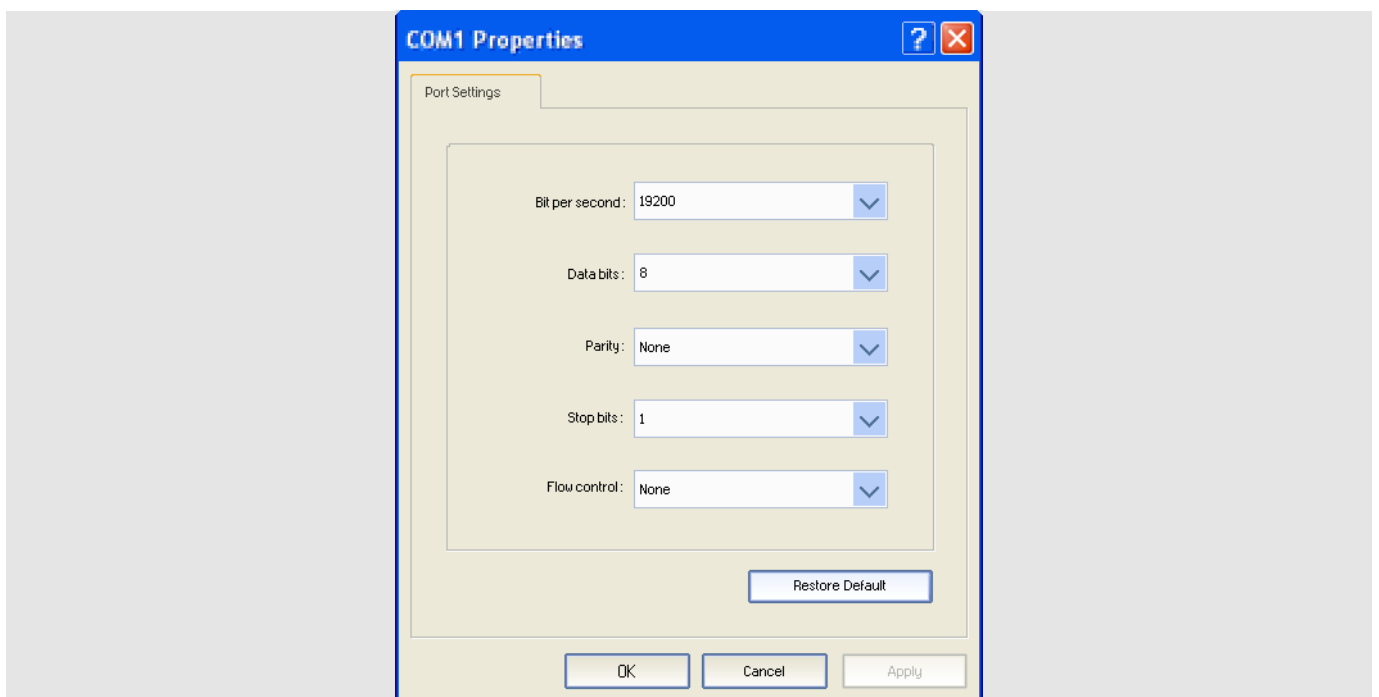 COM1 Properties
Port Settings
Bit per second: 19200
Data bits: 8
Parity: None
Stop bits: 1
Flow control: None
Restore Default
OK Cancel Apply